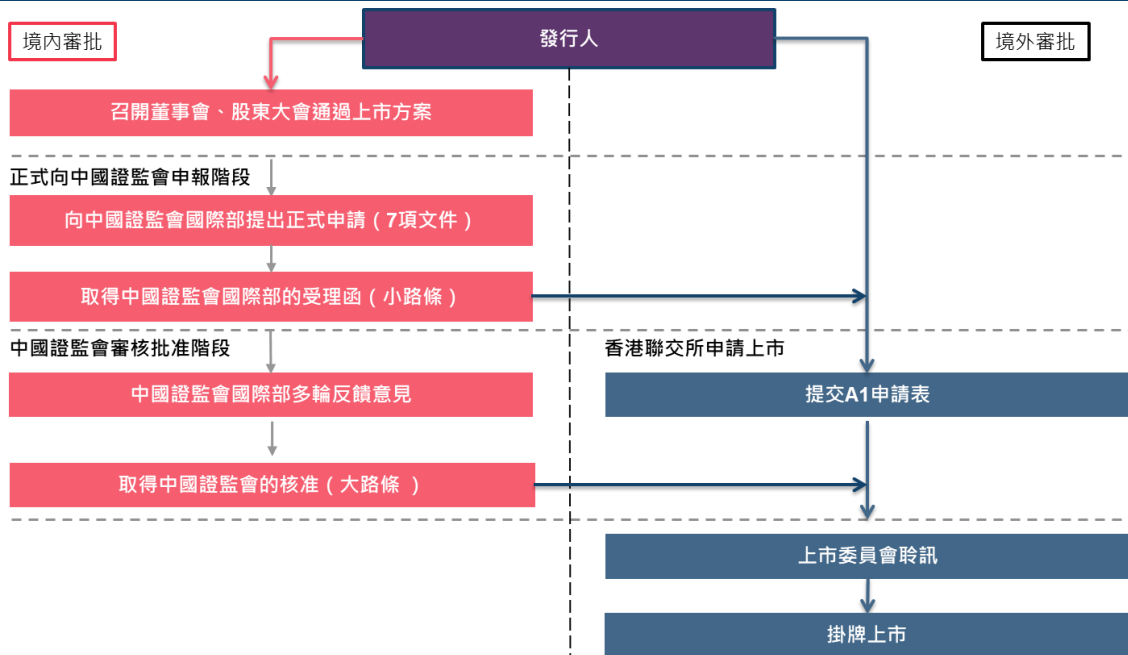 發行人
境內審批
境外審批
召開董事會、股東大會通過上市方案
正式向中國證監會申報階段
向中國證監會國際部提出正式申請（7項文件）
取得中國證監會國際部的受理函（小路條）
中國證監會審核批准階段
香港聯交所申請上市
中國證監會國際部多輪反饋意見
提交A1申請表
取得中國證監會的核准（大路條 ）
上市委員會聆訊
掛牌上市